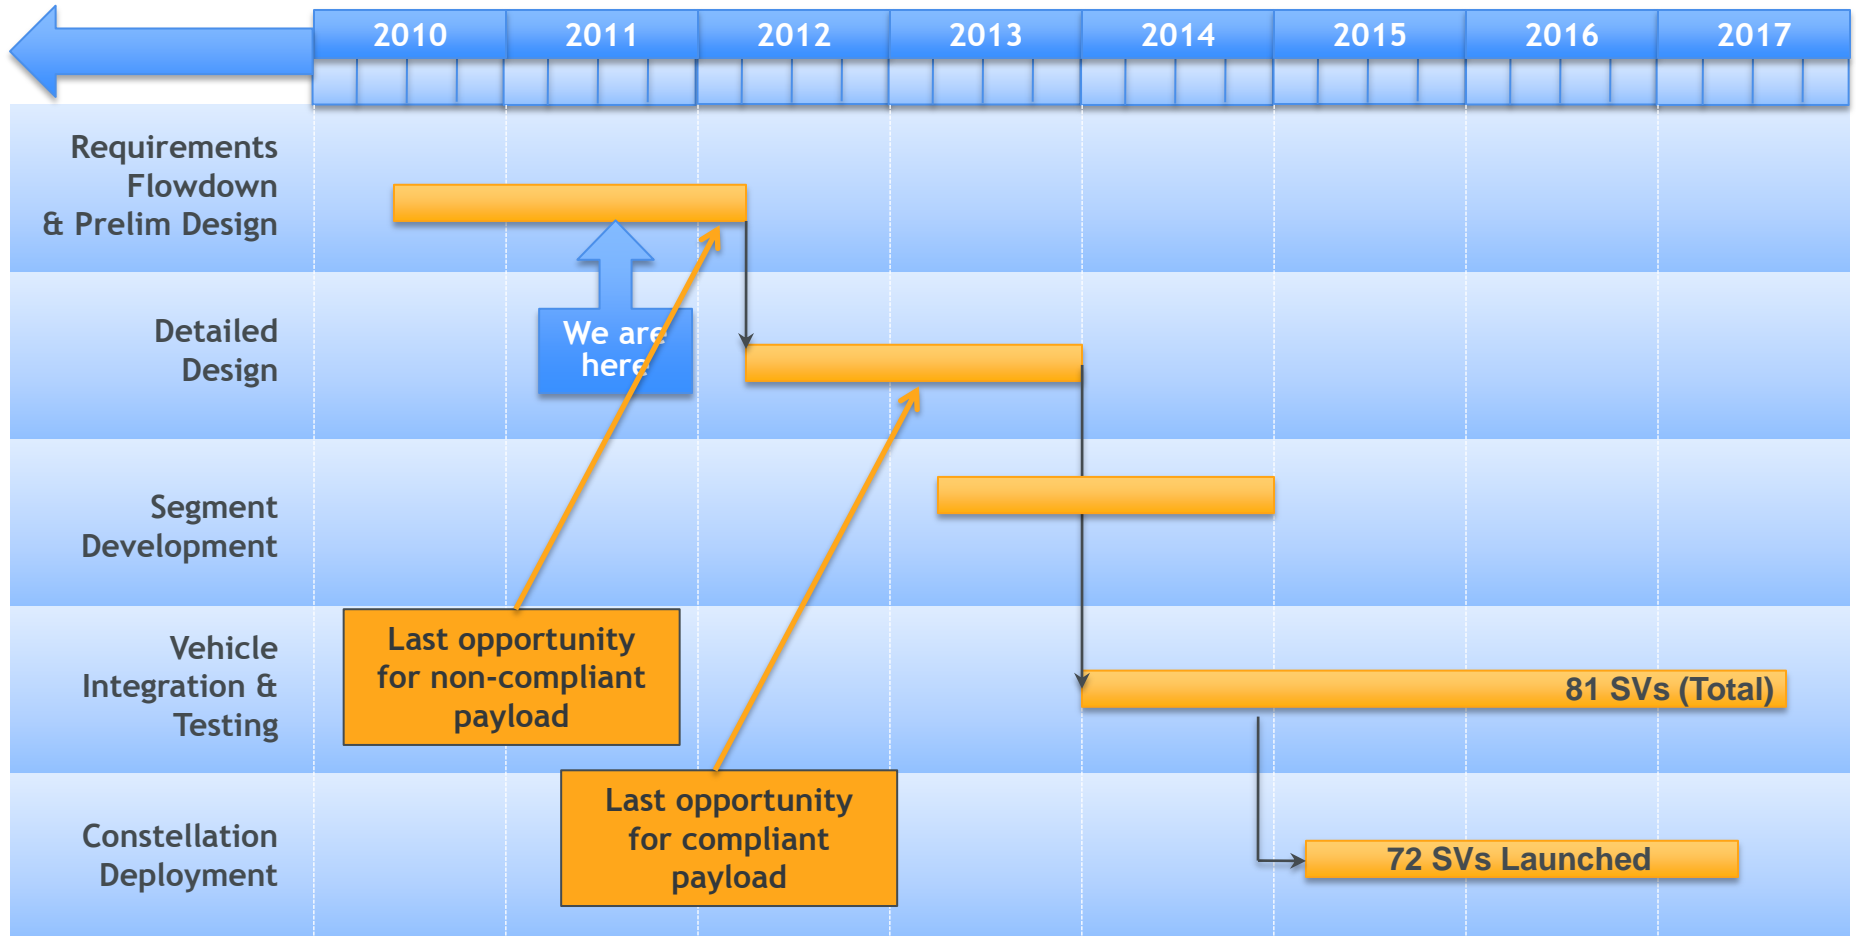 2010 2011 2012 2013 2014 2015 2016 2017
Requirements
Flowdown
& Prelim Design
We are
here
Detailed
Design
Segment
Development
Last opportunity
for non-compliant
payload
Vehicle
Integration &
Testing
81 SVs (Total)
Last opportunity
for compliant
payload
Constellation
Deployment
72 SVs Launched